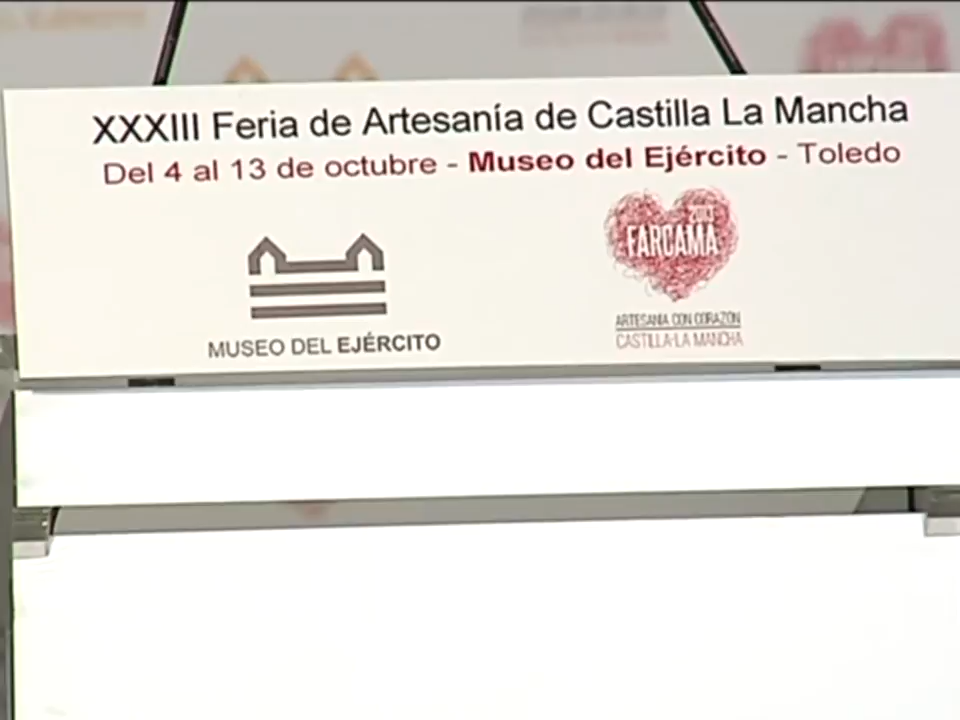 XXXIII Feria de Artesanía de Castilla La Mancha
Del 4 al 13 de octubre - Museo del Ejército - Toledo
2013
FARCAMA
MUSEO DEL EJÉRCITO
ARTESANIA CON CORAZÓN
CASTILLA-LA MANCHA